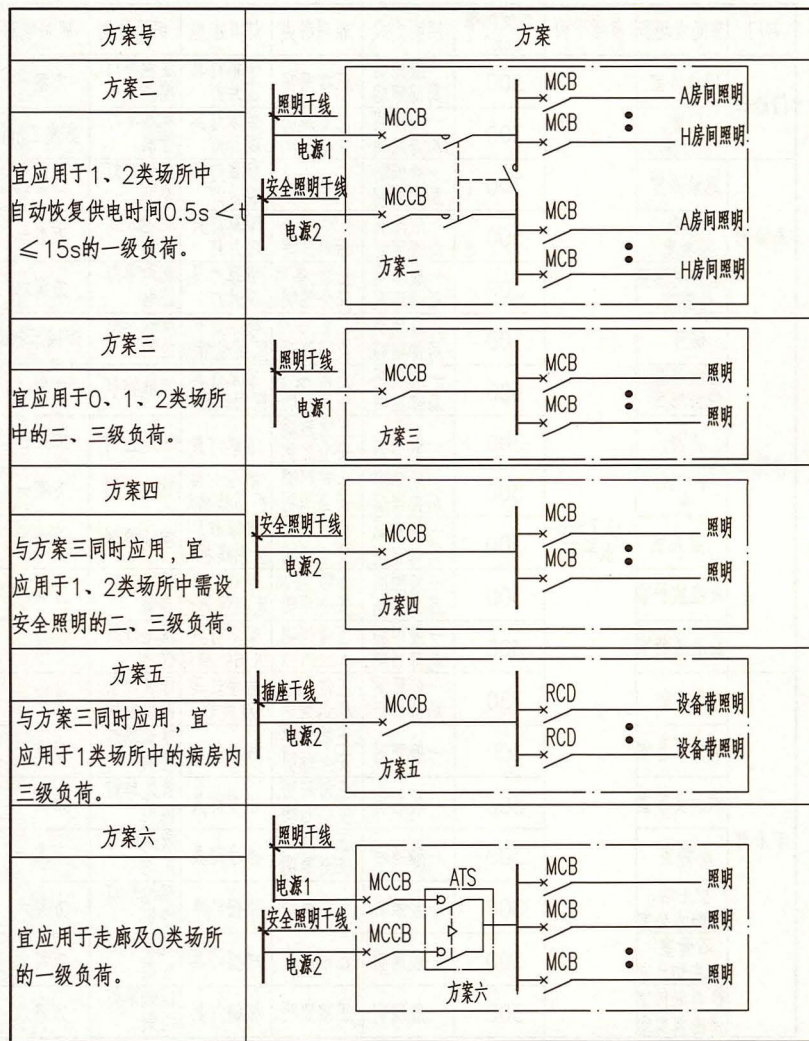 方案号
方案
方案二
宜应用于1、2类场所中
自动恢复供电时间0.5s＜t
≤15s的一级负荷。
照明干线
电源1
MCCB
安全照明干线
电源2
MCCB
方案二
MCB
A房间照明
MCB
H房间照明
MCB
A房间照明
MCB
H房间照明
方案三
宜应用于0、1、2类场所
中的二、三级负荷。
照明干线
电源1
MCCB
方案三
MCB
照明
MCB
照明
方案四
与方案三同时应用，宜
应用于1、2类场所中需设
安全照明的二、三级负荷。
安全照明干线
电源2
MCCB
方案四
MCB
照明
MCB
照明
方案五
与方案三同时应用，宜
应用于1类场所中的病房内
三级负荷。
插座干线
电源2
MCCB
方案五
RCD
设备带照明
RCD
设备带照明
方案六
宜应用于走廊及0类场所
的一级负荷。
照明干线
电源1
MCCB
ATS
安全照明干线
电源2
MCCB
方案六
MCB
照明
MCB
照明
MCB
照明